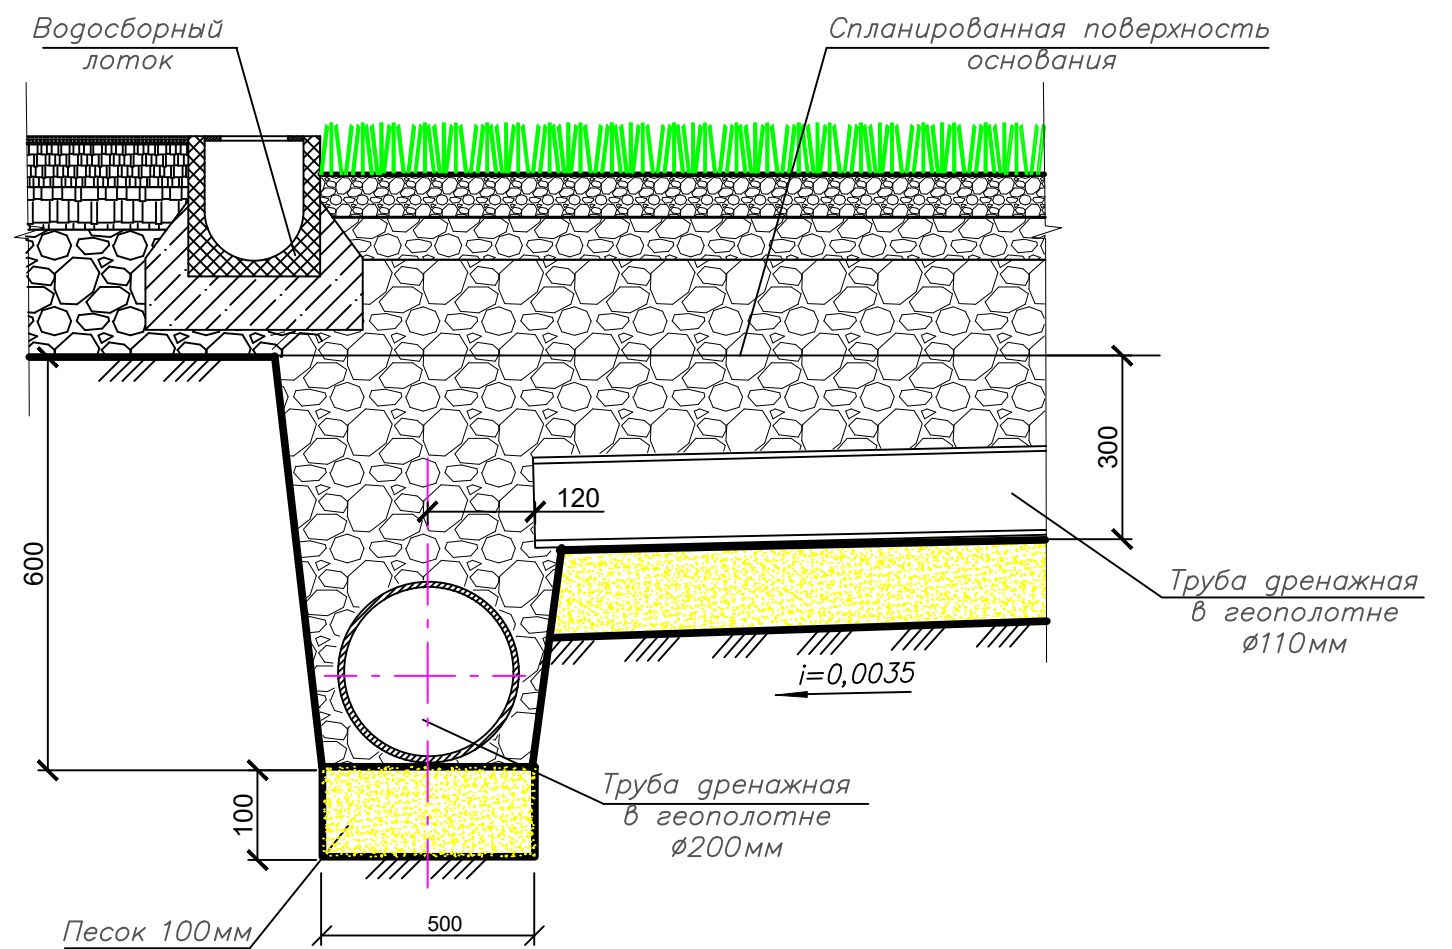 Водосборный
лоток
Спланированная поверхность
основания
300
120
600
Труба дренажная
в геополотне
ø110мм
i=0,0035
Труба дренажная
в геополотне
ø200мм
100
500
Песок 100мм